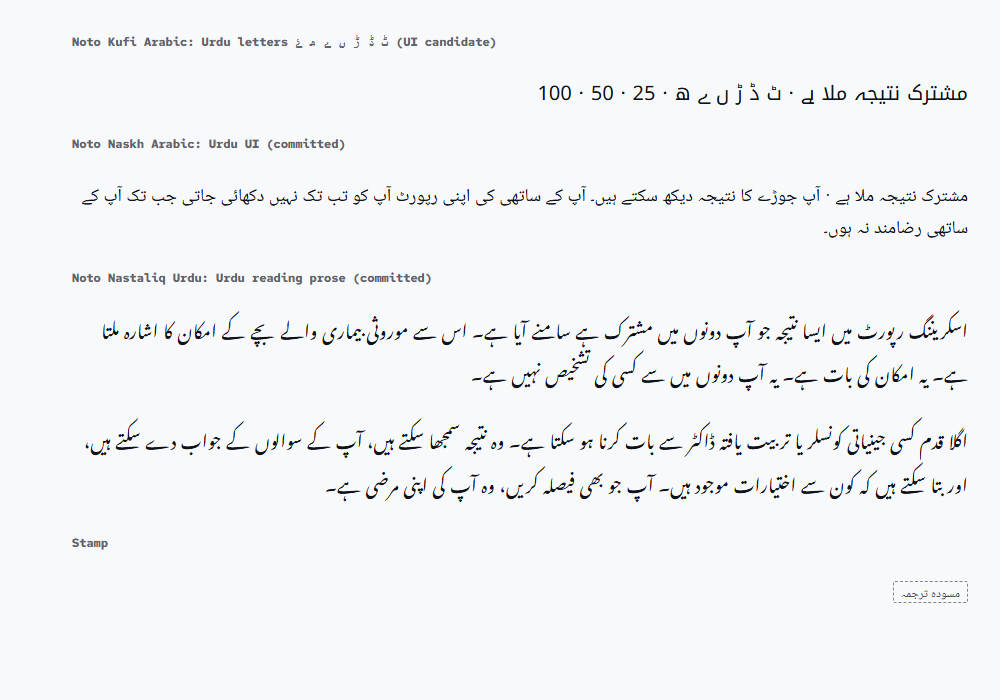 Noto Kufi Arabic: Urdu letters ٹ ڈ ڑ ں ے ھ ۓ (UI candidate)
مشترک نتیجہ ملا ہے · ٹ ڈ ڑ ں ے ھ · 25 · 50 · 100
Noto Naskh Arabic: Urdu UI (committed)
مشترک نتیجہ ملا ہے · آپ جوڑے کا نتیجہ دیکھ سکتے ہیں۔ آپ کے ساتھی کی اپنی رپورٹ آپ کو تب تک نہیں دکھائی جاتی جب تک آپ کے
ساتھی رضامند نہ ہوں۔
Noto Nastaliq Urdu: Urdu reading prose (committed)
اسکریننگ رپورٹ میں ایسا نتیجہ جو آپ دونوں میں مشترک ہے سامنے آیا ہے۔ اس سے موروثی بیماری والے بچے کے امکان کا اشارہ ملتا
ہے۔ یہ امکان کی بات ہے۔ یہ آپ دونوں میں سے کسی کی تشخیص نہیں ہے۔
اگلا قدم کسی جینیاتی کونسلر یا تربیت یافتہ ڈاکٹر سے بات کرنا ہو سکتا ہے۔ وہ نتیجہ سمجھا سکتے ہیں، آپ کے سوالوں کے جواب دے سکتے ہیں،
اور بتا سکتے ہیں کہ کون سے اختیارات موجود ہیں۔ آپ جو بھی فیصلہ کریں، وہ آپ کی اپنی مرضی ہے۔
Stamp
مسودہ ترجمہ